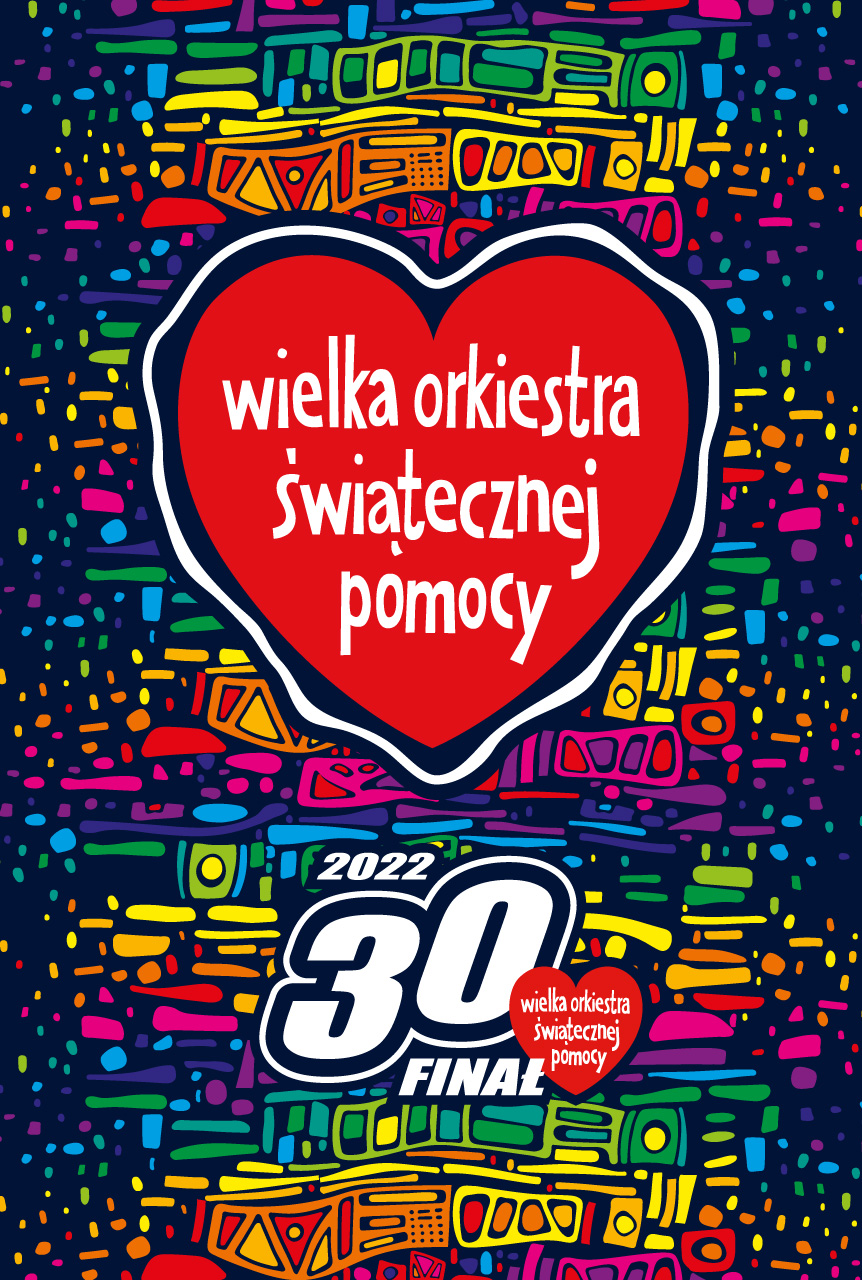 wielka orkiestra
świątecznej
pomocy
2022
30
FINAŁ
wielka orkiestra
świątecznej
pomocy